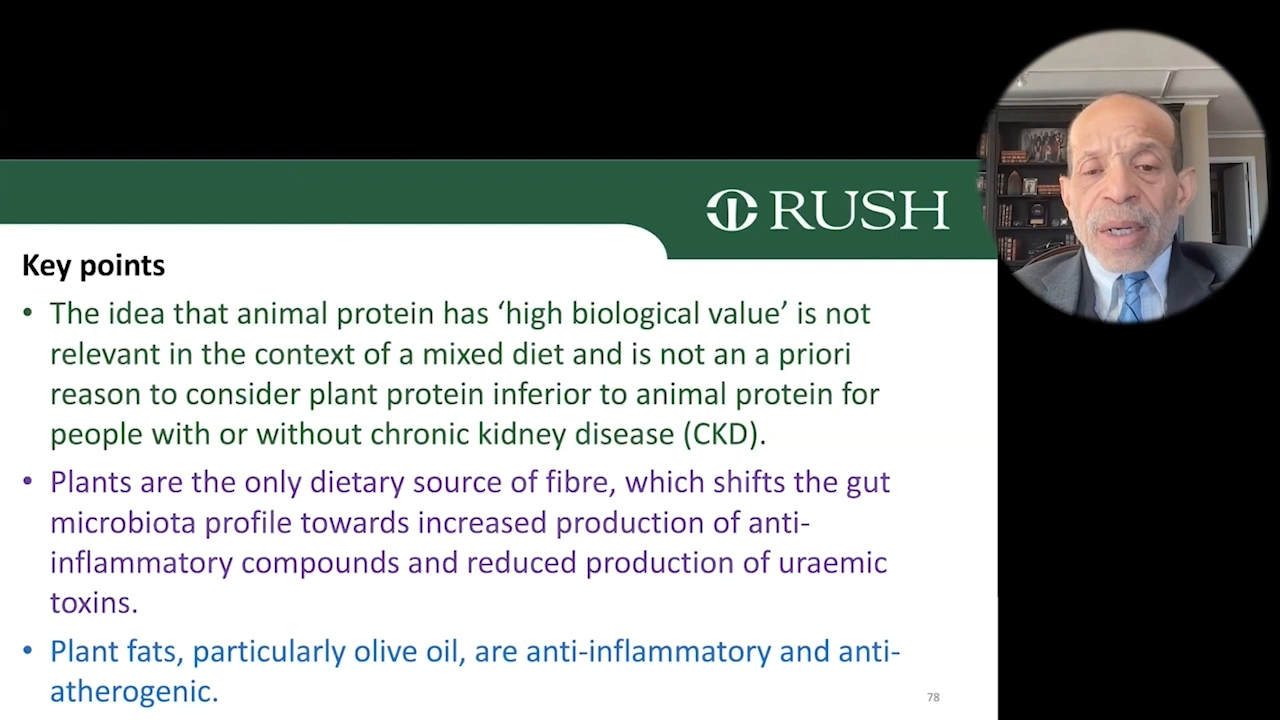 RUSH
Key points
• The idea that animal protein has ‘high biological value’ is not
relevant in the context of a mixed diet and is not an a priori
reason to consider plant protein inferior to animal protein for
people with or without chronic kidney disease (CKD).
• Plants are the only dietary source of fibre, which shifts the gut
microbiota profile towards increased production of anti-
inflammatory compounds and reduced production of uraemic
toxins.
• Plant fats, particularly olive oil, are anti-inflammatory and anti-
atherogenic.
78